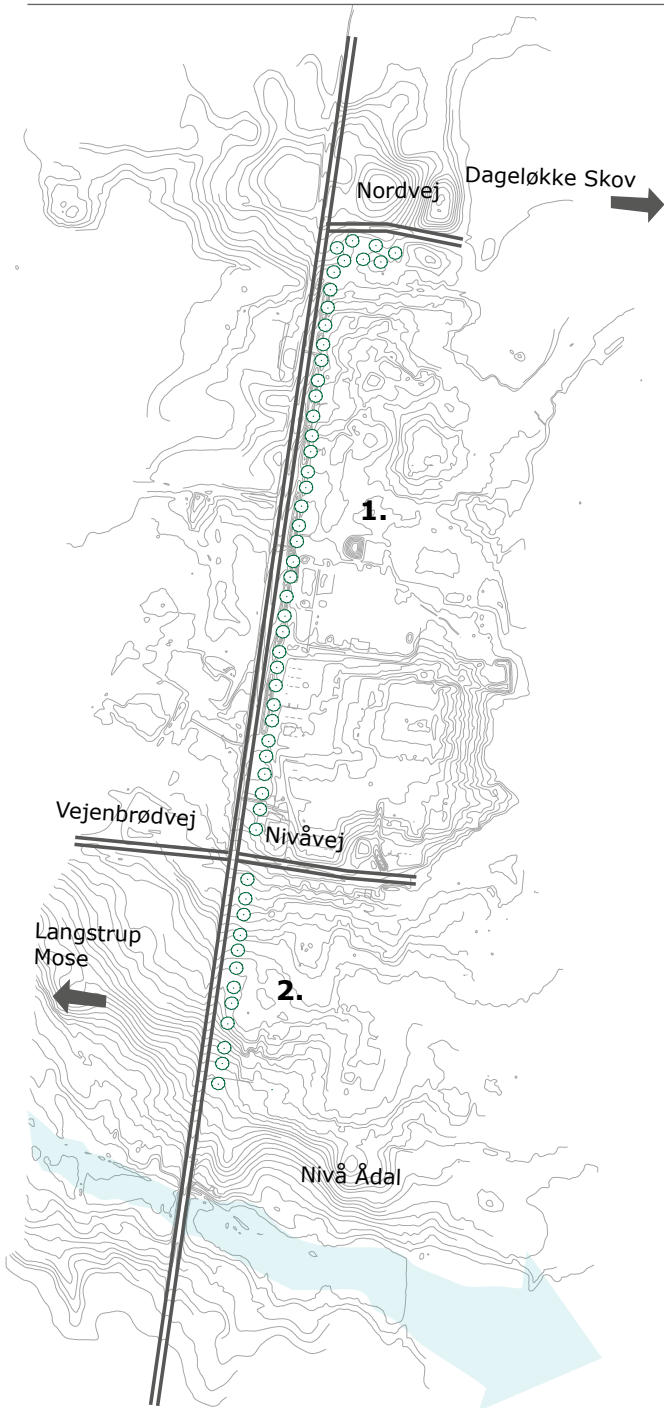 Nordvej
Dageløkke Skov
1.
Vejenbrødvej
Nivåvej
Langstrup
Mose
2.
Nivå Ådal